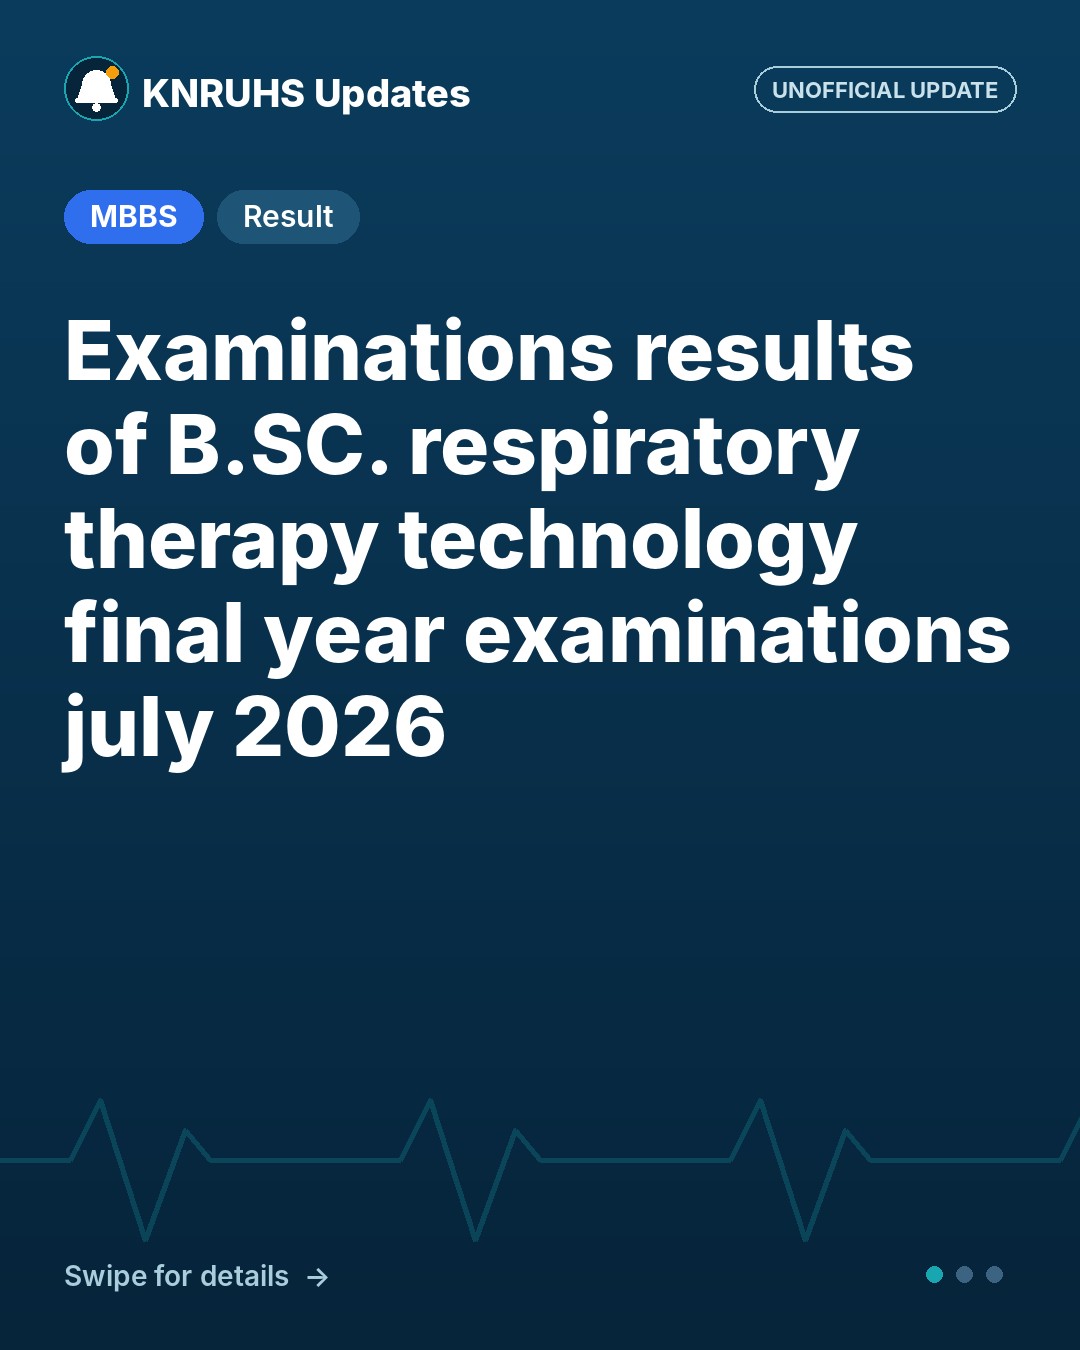 KNRUHS Updates
UNOFFICIAL UPDATE
MBBS
Result
Examinations results
of B.SC. respiratory
therapy technology
final year examinations
july 2026
Swipe for details →